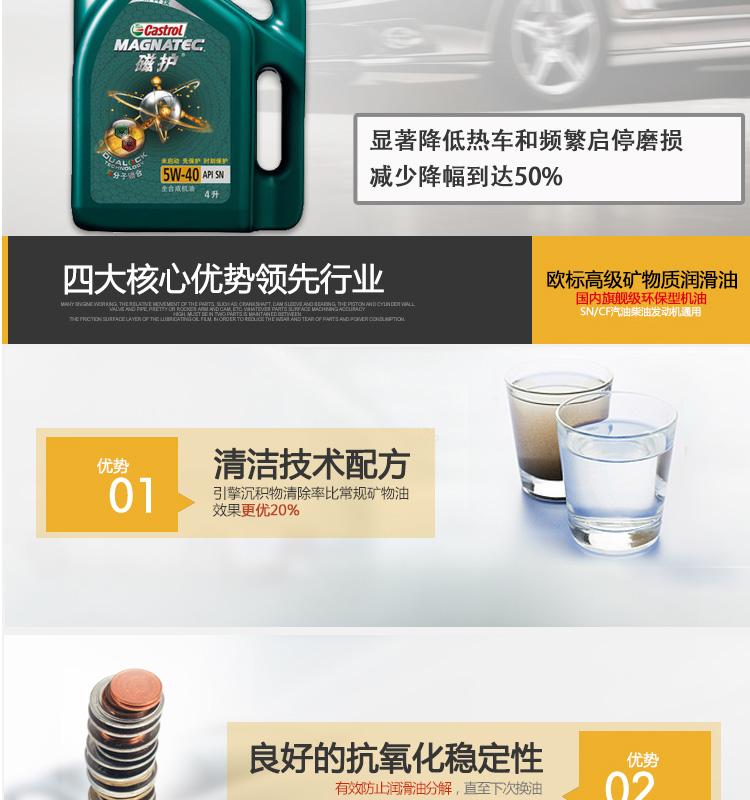 Castrol
MAGNATEC
磁护
DUALOCK
TECHNOLOGY
未启动 先保护 时刻保护
5W-40 API SN
全合成机油
4 升
显著降低热车和频繁启停磨损
减少降幅到达50%
四大核心优势领先行业
MANY ENGINE WORKING, THE RELATIVE MOVEMENT OF THE PARTS, SUCH AS: CRANKSHAFT, CAM SLEEVE AND BEARING, THE PISTON AND CYLINDER WALL,
VALVE AND PIPE, PRETTY OR ROCKER ARM AND CAM, ETC. WHATEVER PARTS SURFACE MACHINING ACCURACY
HIGH, MUST BE IN TWO PARTS IS MAINTAINED BETWEEN
THE FRICTION SURFACE LAYER OF THE LUBRICATING OIL FILM, IN ORDER TO REDUCE THE WEAR AND TEAR OF PARTS AND POWER CONSUMPTION.
欧标高级矿物质润滑油
国内旗舰级环保型机油
SN/CF汽油柴油发动机通用
优势
01
清洁技术配方
引擎沉积物清除率比常规矿物油
效果更优20%
良好的抗氧化稳定性
有效防止润滑油分解，直至下次换油
优势
02